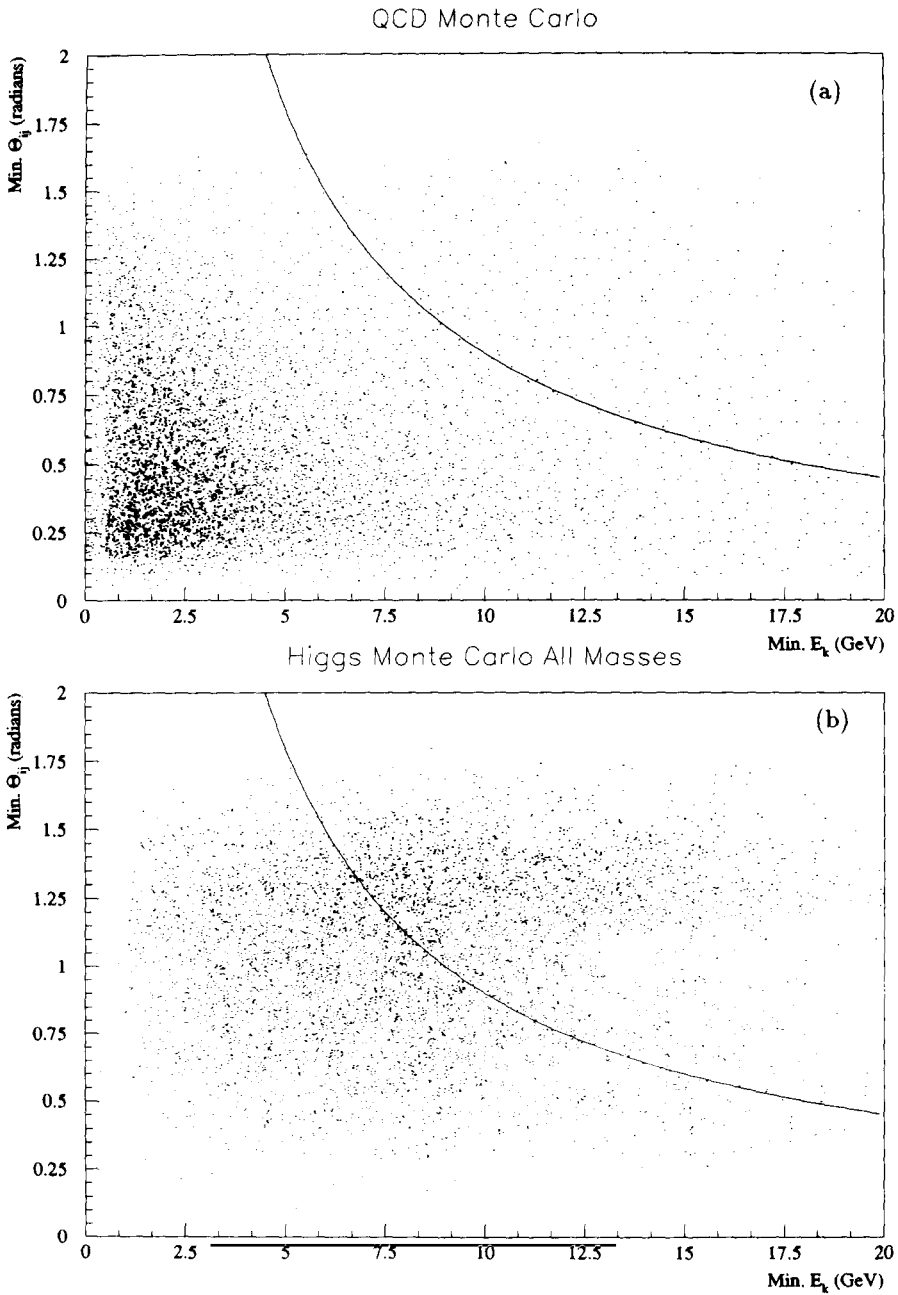 QCD Monte Carlo
(a)
Min. Θij (radians)
2
1.75
1.5
1.25
1
0.75
0.5
0.25
0
0 2.5 5 7.5 10 12.5 15 17.5 20
Min. Ek (GeV)
Higgs Monte Carlo All Masses
(b)
Min. Θij (radians)
2
1.75
1.5
1.25
1
0.75
0.5
0.25
0
0 2.5 5 7.5 10 12.5 15 17.5 20
Min. Ek (GeV)